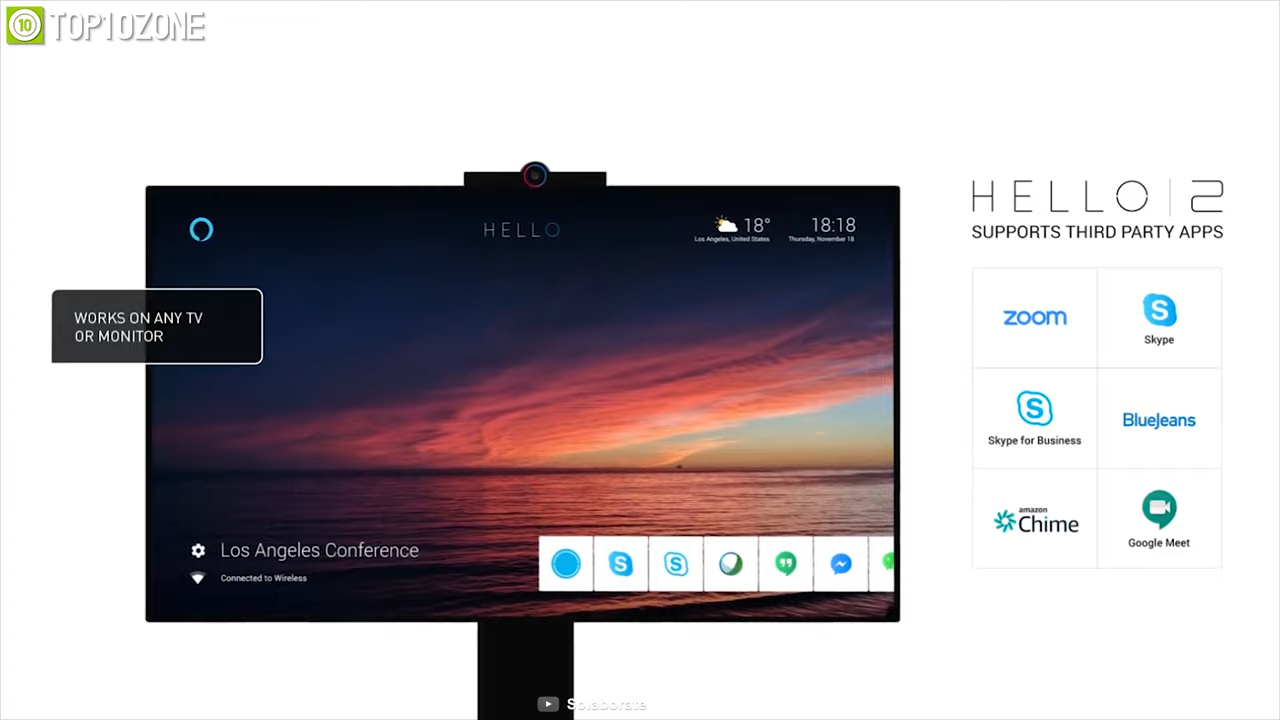 10 TOP10ZONE
HELLO
18°
Los Angeles, United States
18:18
Thursday, November 18
WORKS ON ANY TV
OR MONITOR
Los Angeles Conference
Connected to Wireless
HELLO | 2
SUPPORTS THIRD PARTY APPS
zoom
S
Skype
S
Skype for Business
BlueJeans
amazon
Chime
Google Meet
S
S
Solaborate